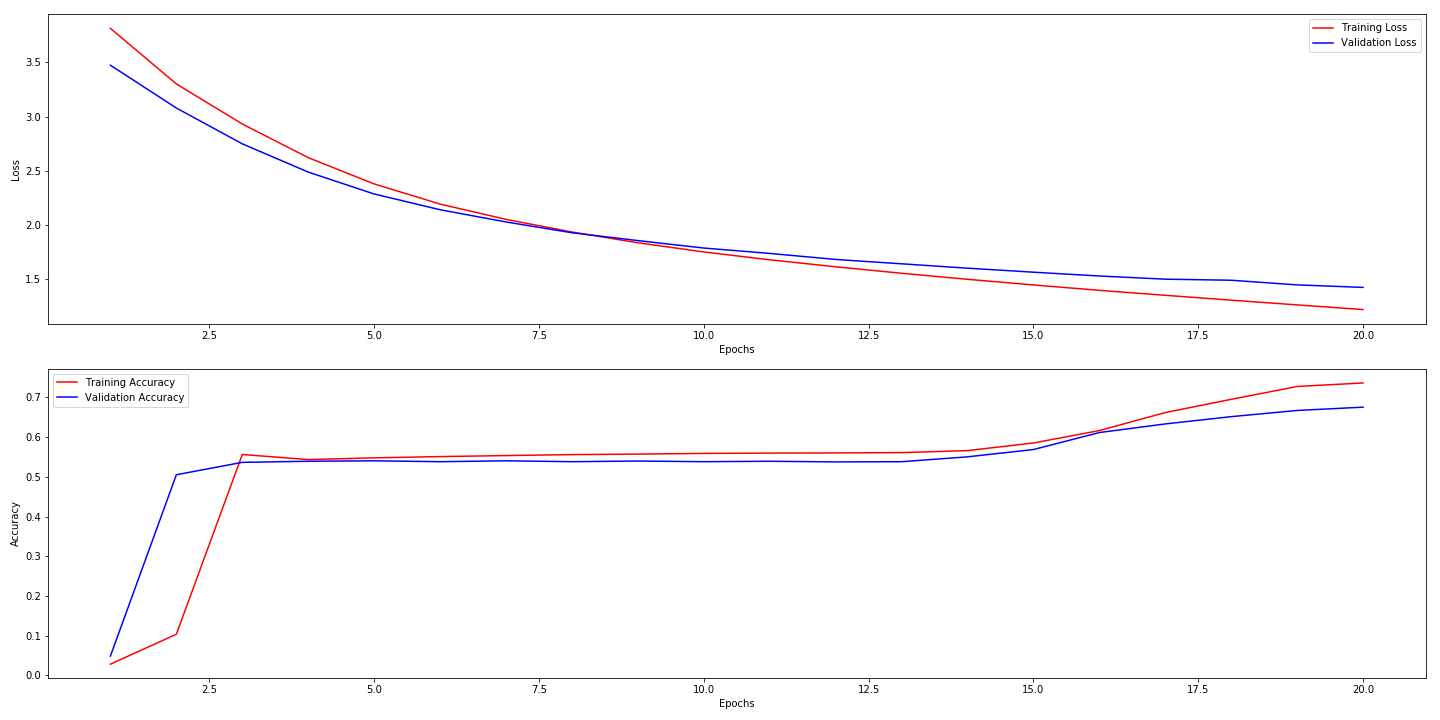 Training Loss
Validation Loss
3.5
3.0
2.5
2.0
1.5
Loss
2.5 5.0 7.5 10.0 12.5 15.0 17.5 20.0
Epochs
Training Accuracy
Validation Accuracy
0.7
0.6
0.5
0.4
0.3
0.2
0.1
0.0
Accuracy
2.5 5.0 7.5 10.0 12.5 15.0 17.5 20.0
Epochs